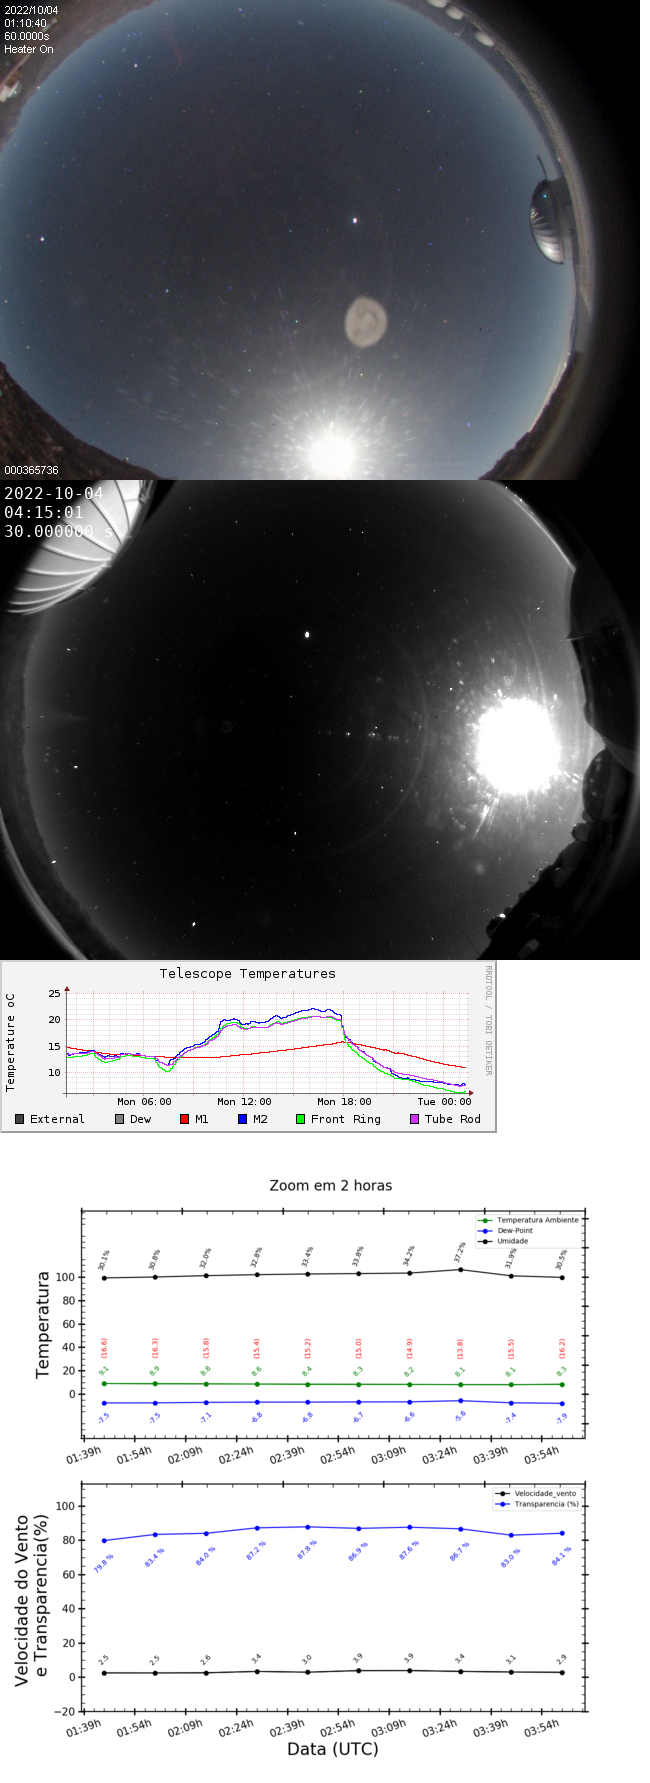 2022/10/04
01:10:40
60.0000s
Heater On
000365736
2022-10-04
04:15:01
30.000000 s
Telescope Temperatures
RRDTOOL / TOBI OETIKER
Temperature oC
25
20
15
10
Mon 06:00 Mon 12:00 Mon 18:00 Tue 00:00
External Dew M1 M2 Front Ring Tube Rod
Zoom em 2 horas
Temperatura Ambiente
Dew-Point
Umidade
Temperatura
100
80
60
40
20
0
30.1% 30.8% 32.0% 32.8% 33.4% 33.8% 34.2% 37.2% 31.9% 30.5%
(16.6) (16.3) (15.8) (15.4) (15.2) (15.0) (14.9) (13.8) (15.5) (16.2)
9.1 8.9 8.8 8.6 8.4 8.3 8.2 8.1 8.1 8.3
-7.5 -7.5 -7.1 -6.8 -6.8 -6.7 -6.6 -5.6 -7.4 -7.9
01:39h 01:54h 02:09h 02:24h 02:39h 02:54h 03:09h 03:24h 03:39h 03:54h
Velocidade_vento
Transparencia (%)
Velocidade do Vento
e Transparencia(%)
100
80
60
40
20
0
−20
79.8 % 83.4 % 84.0 % 87.2 % 87.8 % 86.9 % 87.6 % 86.7 % 83.0 % 84.1 %
2.5 2.5 2.6 3.4 3.0 3.9 3.9 3.4 3.1 2.9
01:39h 01:54h 02:09h 02:24h 02:39h 02:54h 03:09h 03:24h 03:39h 03:54h
Data (UTC)